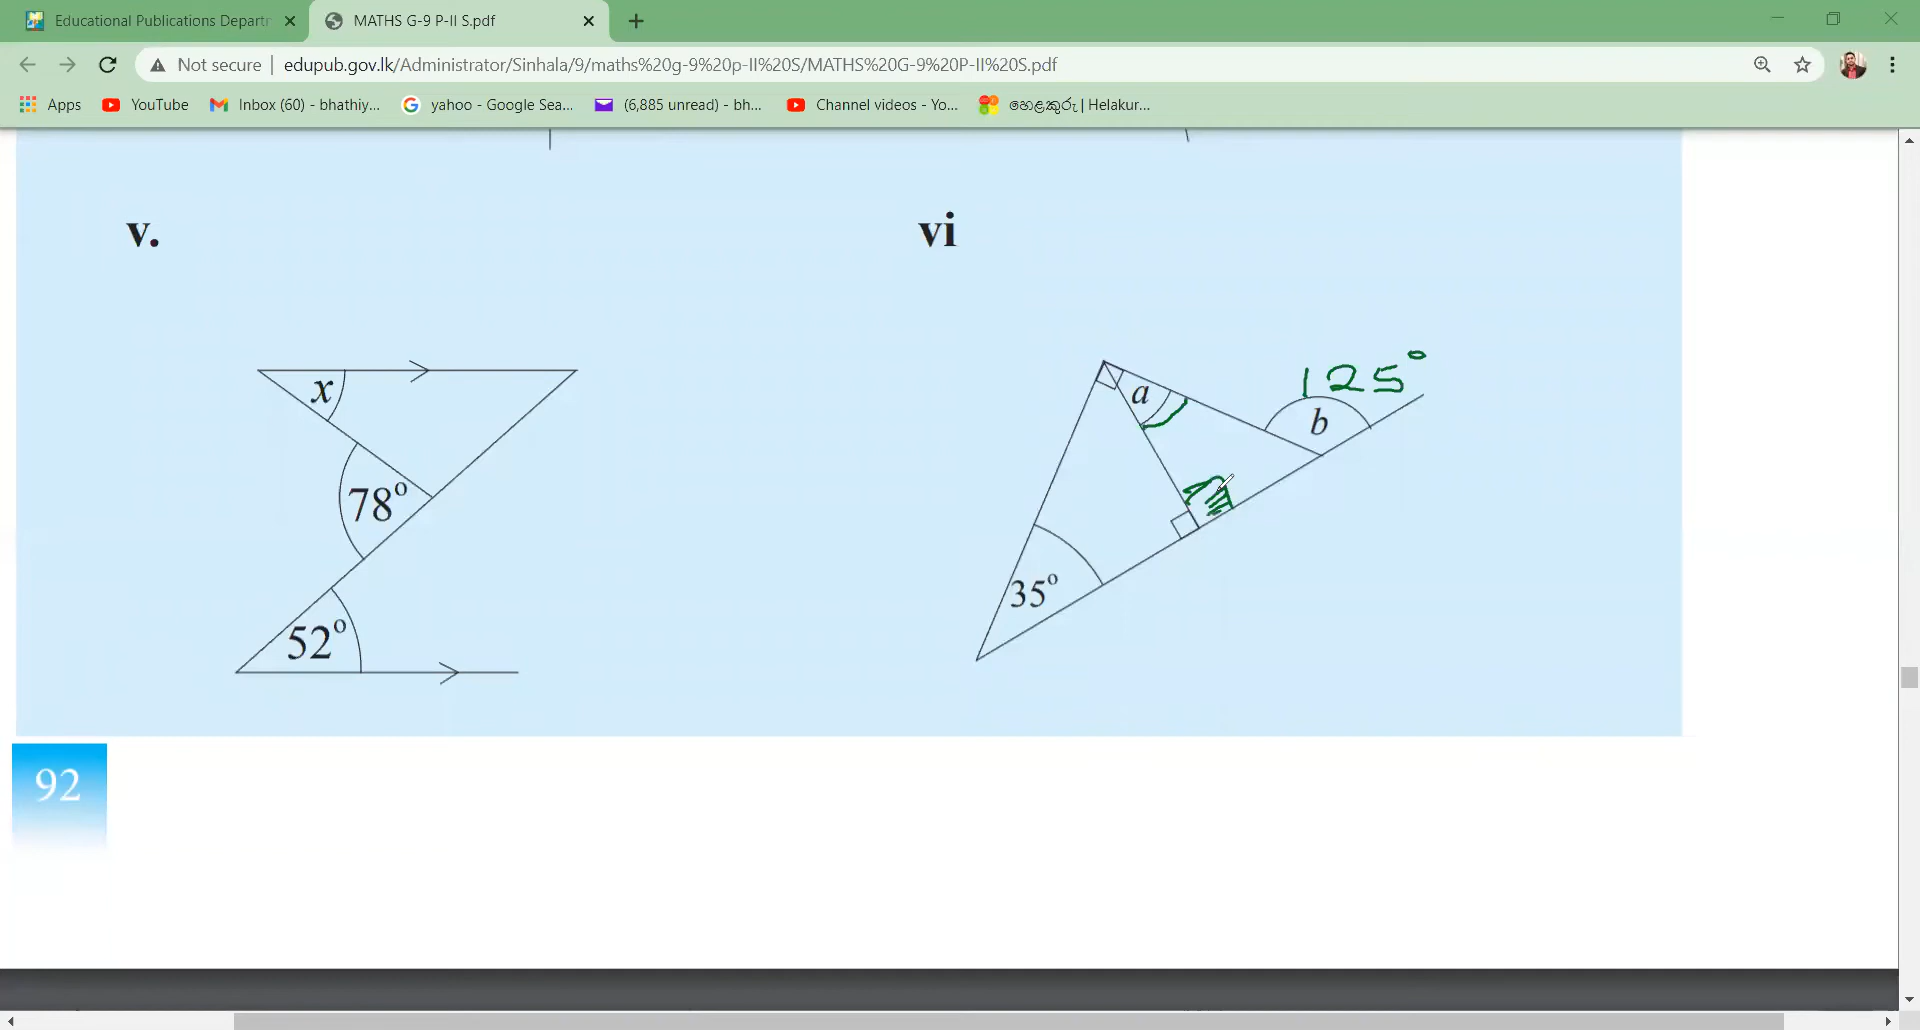 Educational Publications Departm
MATHS G-9 P-II S.pdf
Not secure | edupub.gov.lk/Administrator/Sinhala/9/maths%20g-9%20p-II%20S/MATHS%20G-9%20P-II%20S.pdf
Apps YouTube Inbox (60) - bhathiy... yahoo - Google Sea... (6,885 unread) - bh... Channel videos - Yo... හෙළකුරු | Helakur...
v.
vi
x
78°
52°
125°
a
b
35°
92